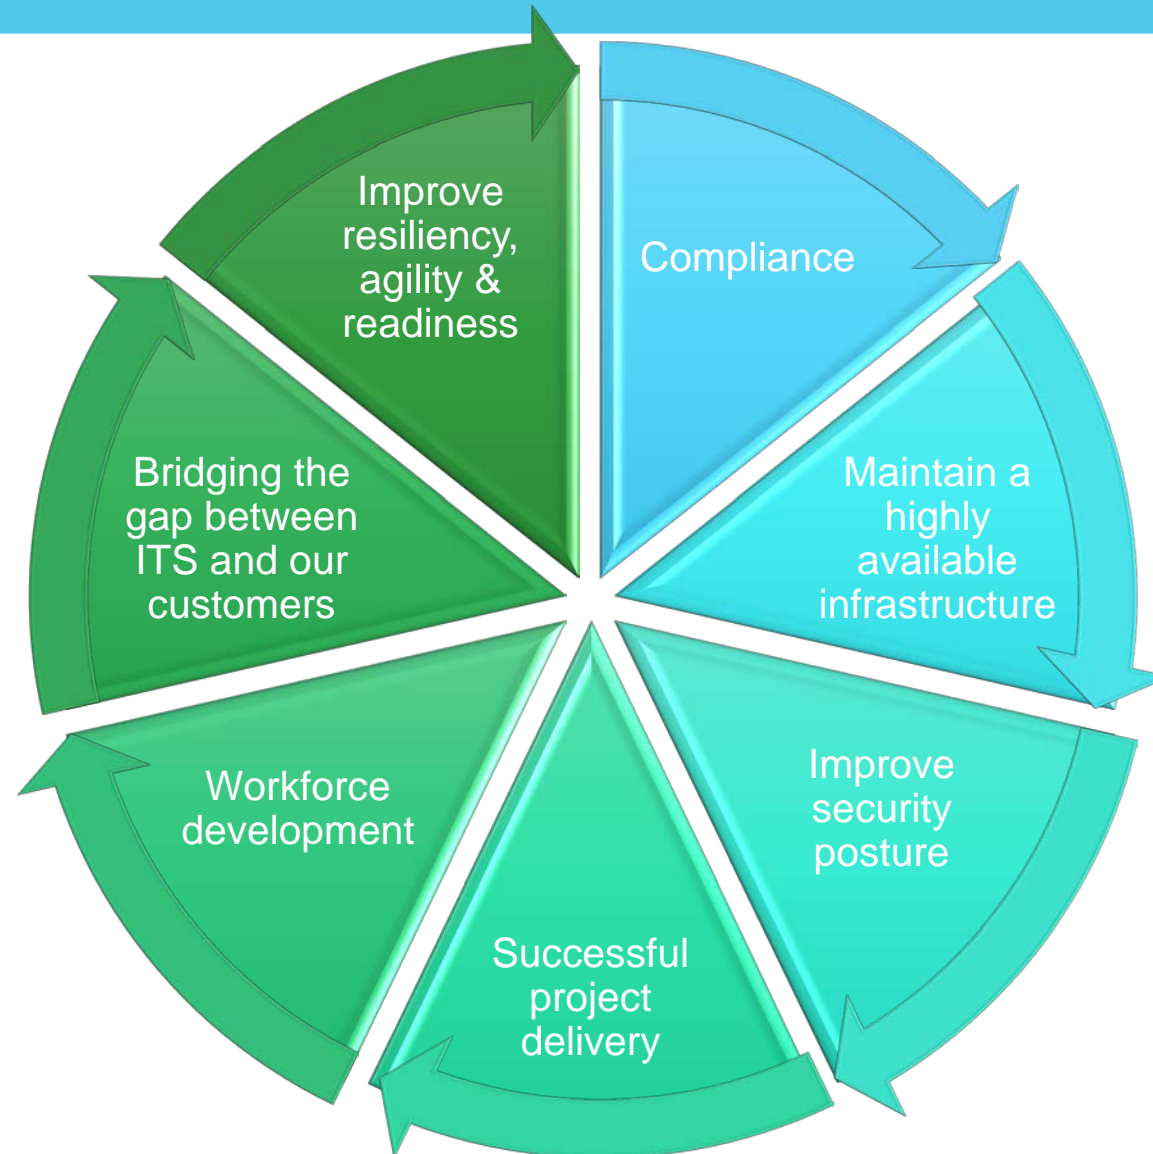 Compliance
Maintain a
highly
available
infrastructure
Improve
security
posture
Successful
project
delivery
Workforce
development
Bridging the
gap between
ITS and our
customers
Improve
resiliency,
agility &
readiness